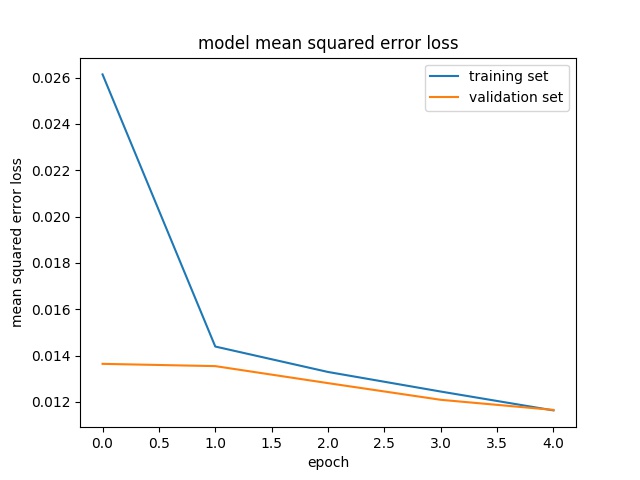 model mean squared error loss
training set
validation set
mean squared error loss
0.026
0.024
0.022
0.020
0.018
0.016
0.014
0.012
0.0 0.5 1.0 1.5 2.0 2.5 3.0 3.5 4.0
epoch